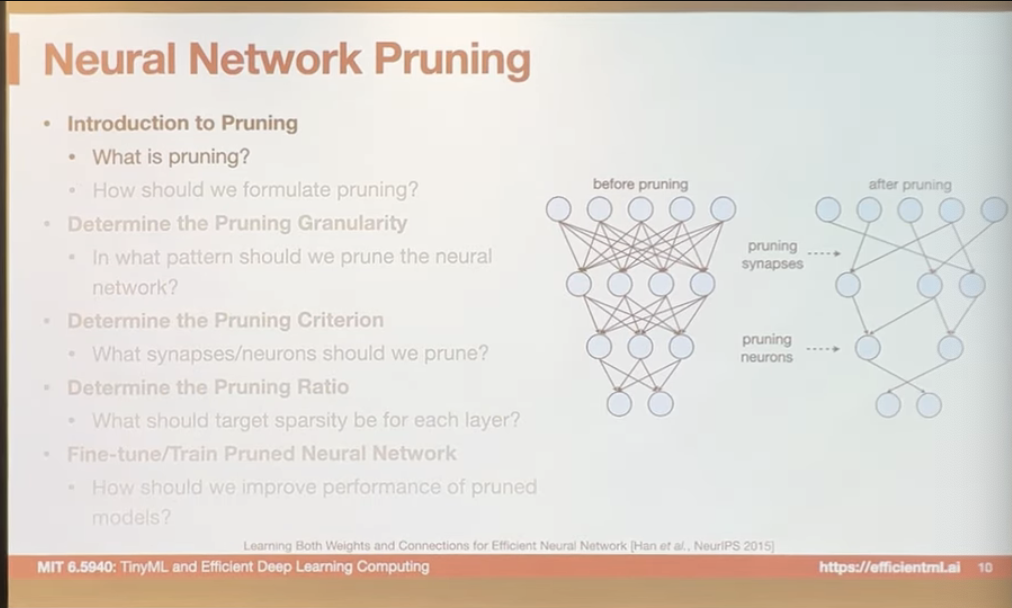 Neural Network Pruning
• Introduction to Pruning
• What is pruning?
• How should we formulate pruning?
• Determine the Pruning Granularity
• In what pattern should we prune the neural
network?
• Determine the Pruning Criterion
• What synapses/neurons should we prune?
• Determine the Pruning Ratio
• What should target sparsity be for each layer?
• Fine-tune/Train Pruned Neural Network
• How should we improve performance of pruned
models?
before pruning
after pruning
pruning
synapses
pruning
neurons
Learning Both Weights and Connections for Efficient Neural Network [Han et al., NeurIPS 2015]
MIT 6.5940: TinyML and Efficient Deep Learning Computing
https://efficientml.ai
10